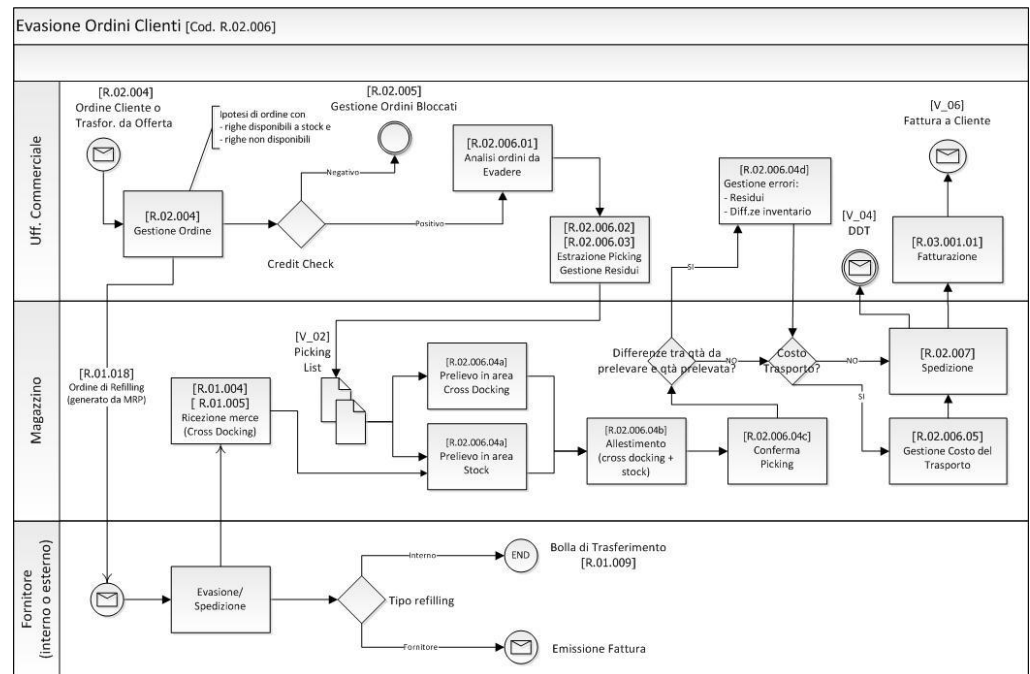 Evasione Ordini Clienti [Cod. R.02.006]
Uff. Commerciale
[R.02.004]
Ordine Cliente o
Trasfor. da Offerta
Ipotesi di ordine con
- righe disponibili a stock e
- righe non disponibili
[R.02.004]
Gestione Ordine
[R.02.005]
Gestione Ordini Bloccati
Negativo
Positivo
Credit Check
[R.02.006.01]
Analisi ordini da
Evadere
[R.02.006.02]
[R.02.006.03]
Estrazione Picking
Gestione Residui
[R.02.006.04d]
Gestione errori:
- Residui
- Diff.ze inventario
SI
[V_04]
DDT
[V_06]
Fattura a Cliente
[R.03.001.01]
Fatturazione
Magazzino
[R.01.018]
Ordine di Refilling
(generato da MRP)
[R.01.004]
[ R.01.005]
Ricezione merce
(Cross Docking)
[V_02]
Picking
List
[R.02.006.04a]
Prelievo in area
Cross Docking
[R.02.006.04a]
Prelievo in area
Stock
[R.02.006.04b]
Allestimento
(cross docking +
stock)
[R.02.006.04c]
Conferma
Picking
Differenze tra qtà da
prelevare e qtà prelevata?
NO
Costo
Trasporto?
NO
SI
[R.02.007]
Spedizione
[R.02.006.05]
Gestione Costo del
Trasporto
Fornitore
(interno o esterno)
Evasione/
Spedizione
Tipo refilling
Interno
END
Bolla di Trasferimento
[R.01.009]
Fornitore
Emissione Fattura